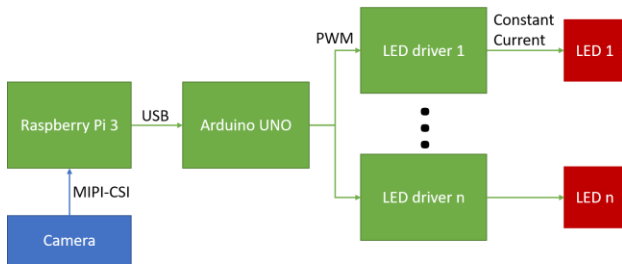 Constant
Current
PWM
LED driver 1
LED 1
USB
Raspberry Pi 3
Arduino UNO
MIPI-CSI
LED driver n
LED n
Camera